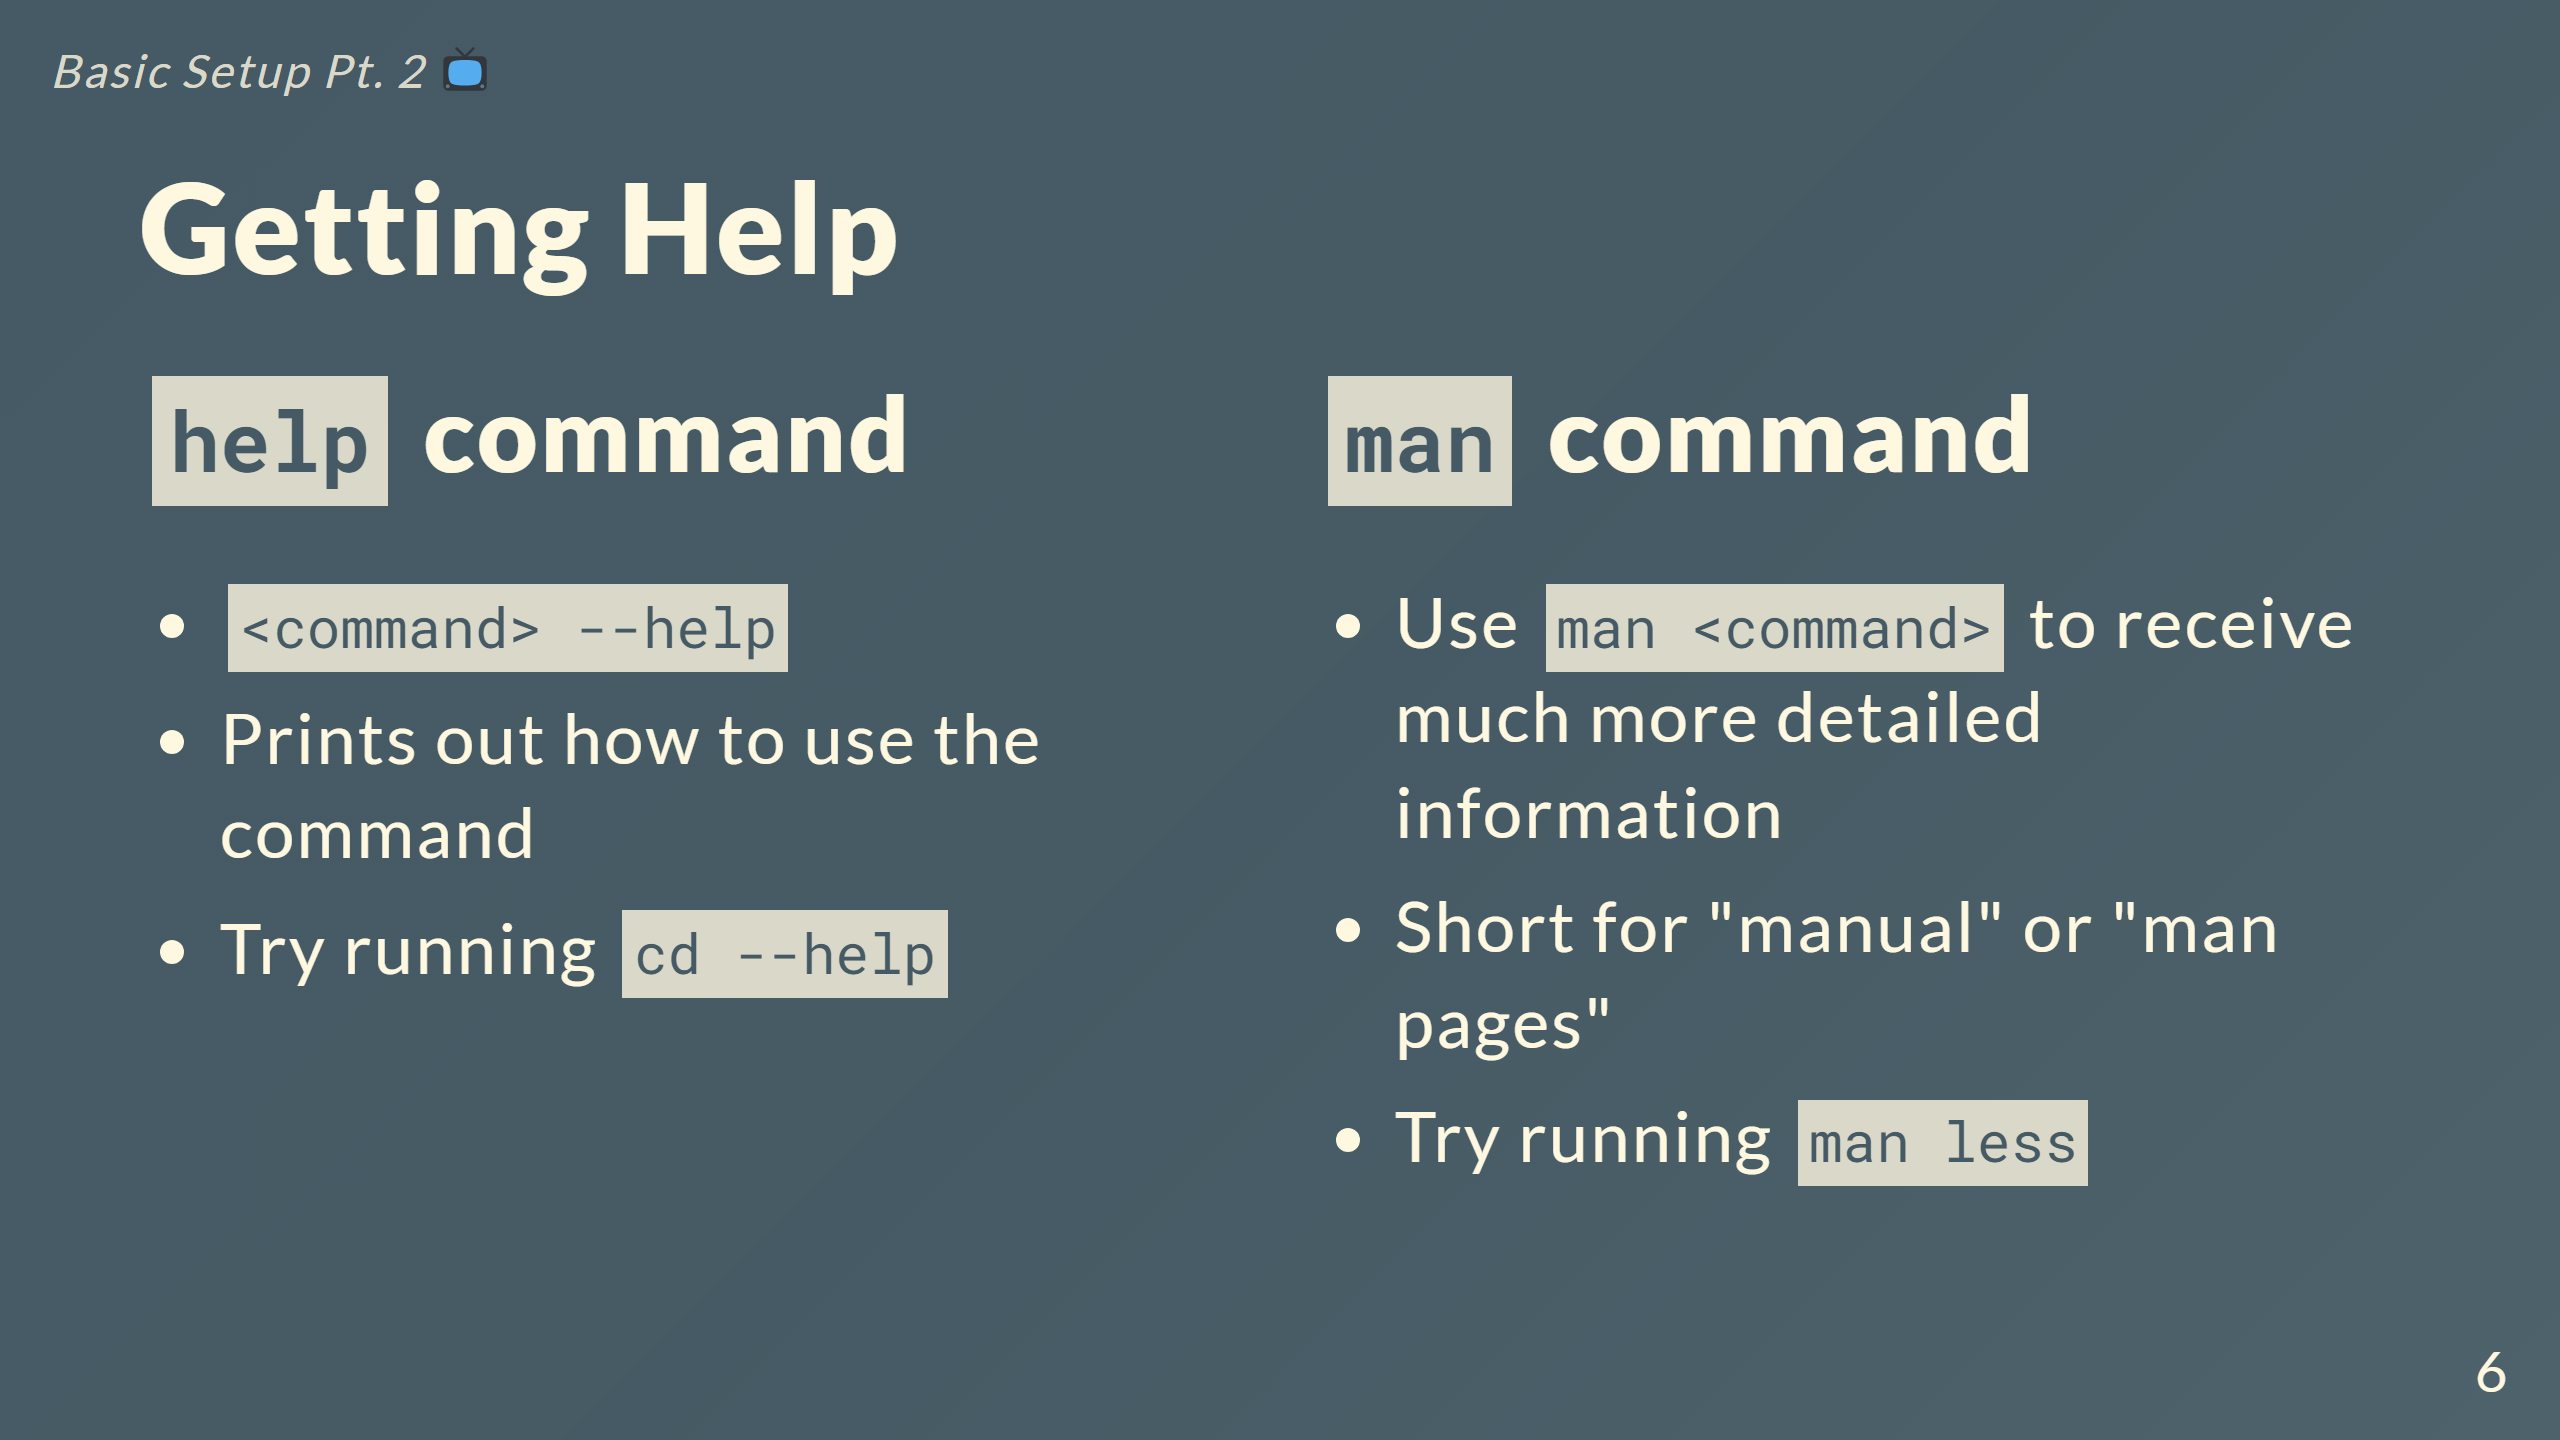 Basic Setup Pt. 2
Getting Help
help command
<command> --help
Prints out how to use the
command
Try running cd --help
man command
Use man <command> to receive
much more detailed
information
Short for "manual" or "man
pages"
Try running man less
6